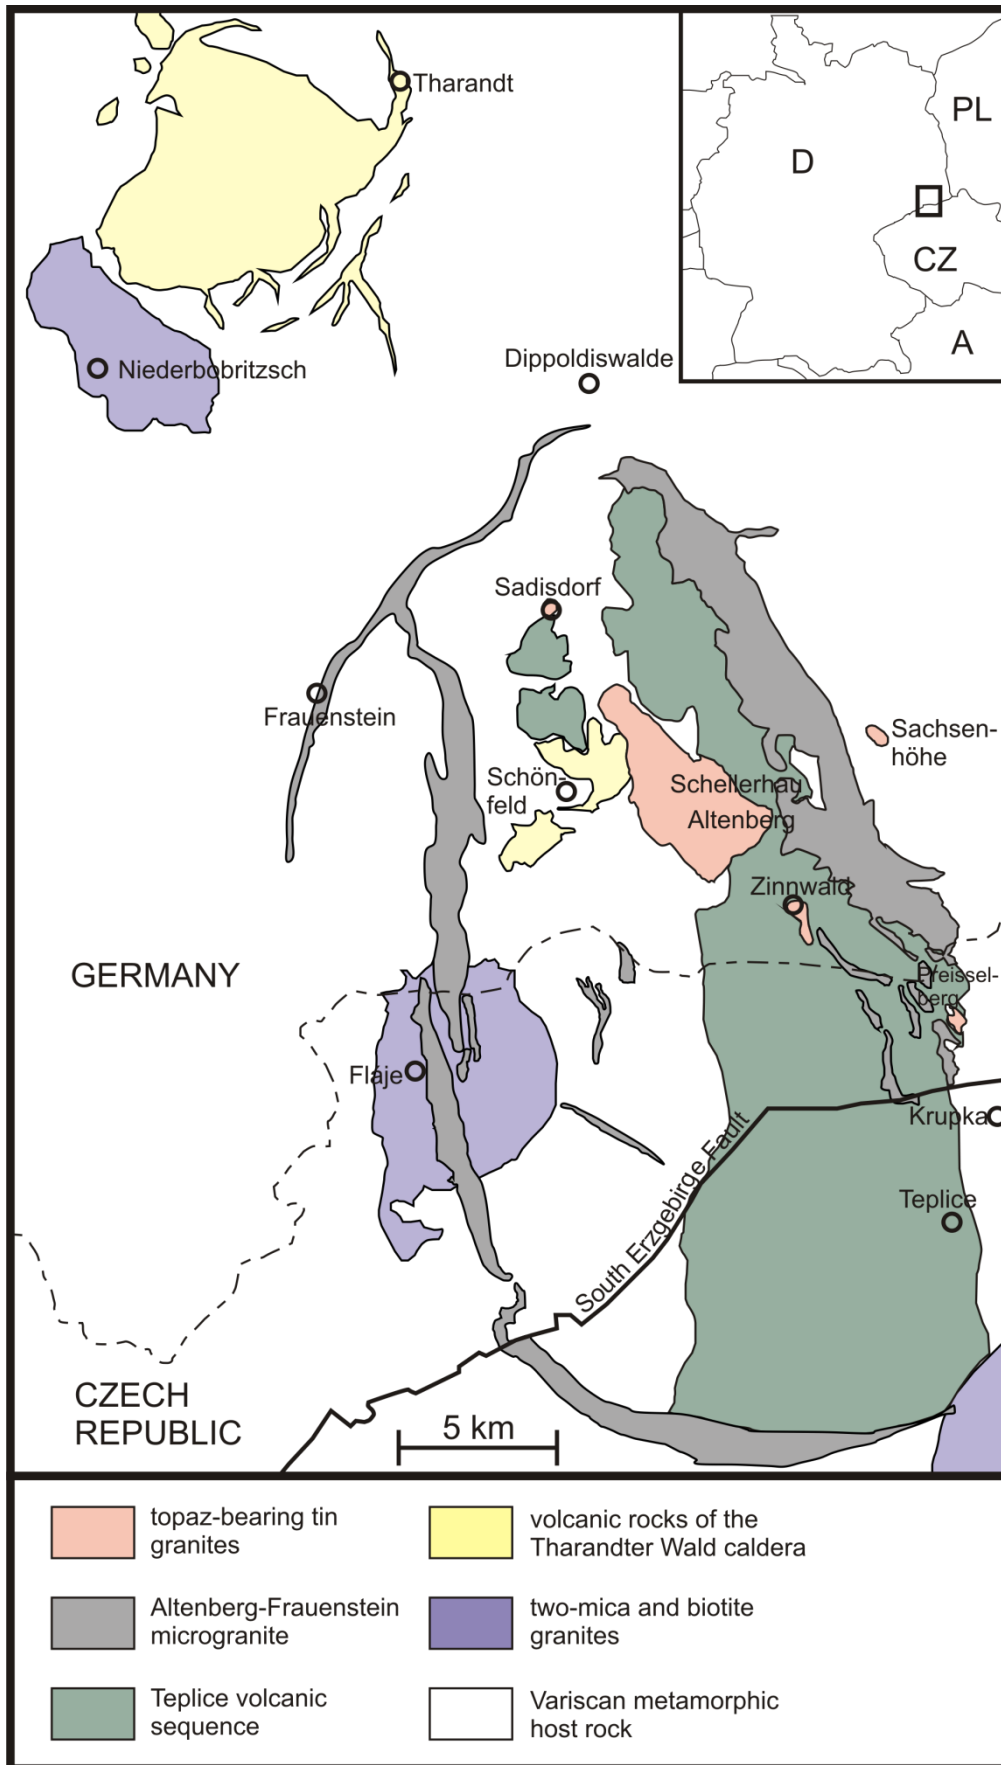 Tharandt
PL
D
CZ
A
Niederbobritzsch
Dippoldiswalde
Sadisdorf
Frauenstein
Sachsen-
höhe
Schön-
feld
Schellerhau
Altenberg
Zinnwald
GERMANY
Preissel-
berg
Fláje
Krupka
South Erzgebirge Fault
Teplice
CZECH
REPUBLIC
5 km
topaz-bearing tin
granites
volcanic rocks of the
Tharandter Wald caldera
Altenberg-Frauenstein
microgranite
two-mica and biotite
granites
Teplice volcanic
sequence
Variscan metamorphic
host rock